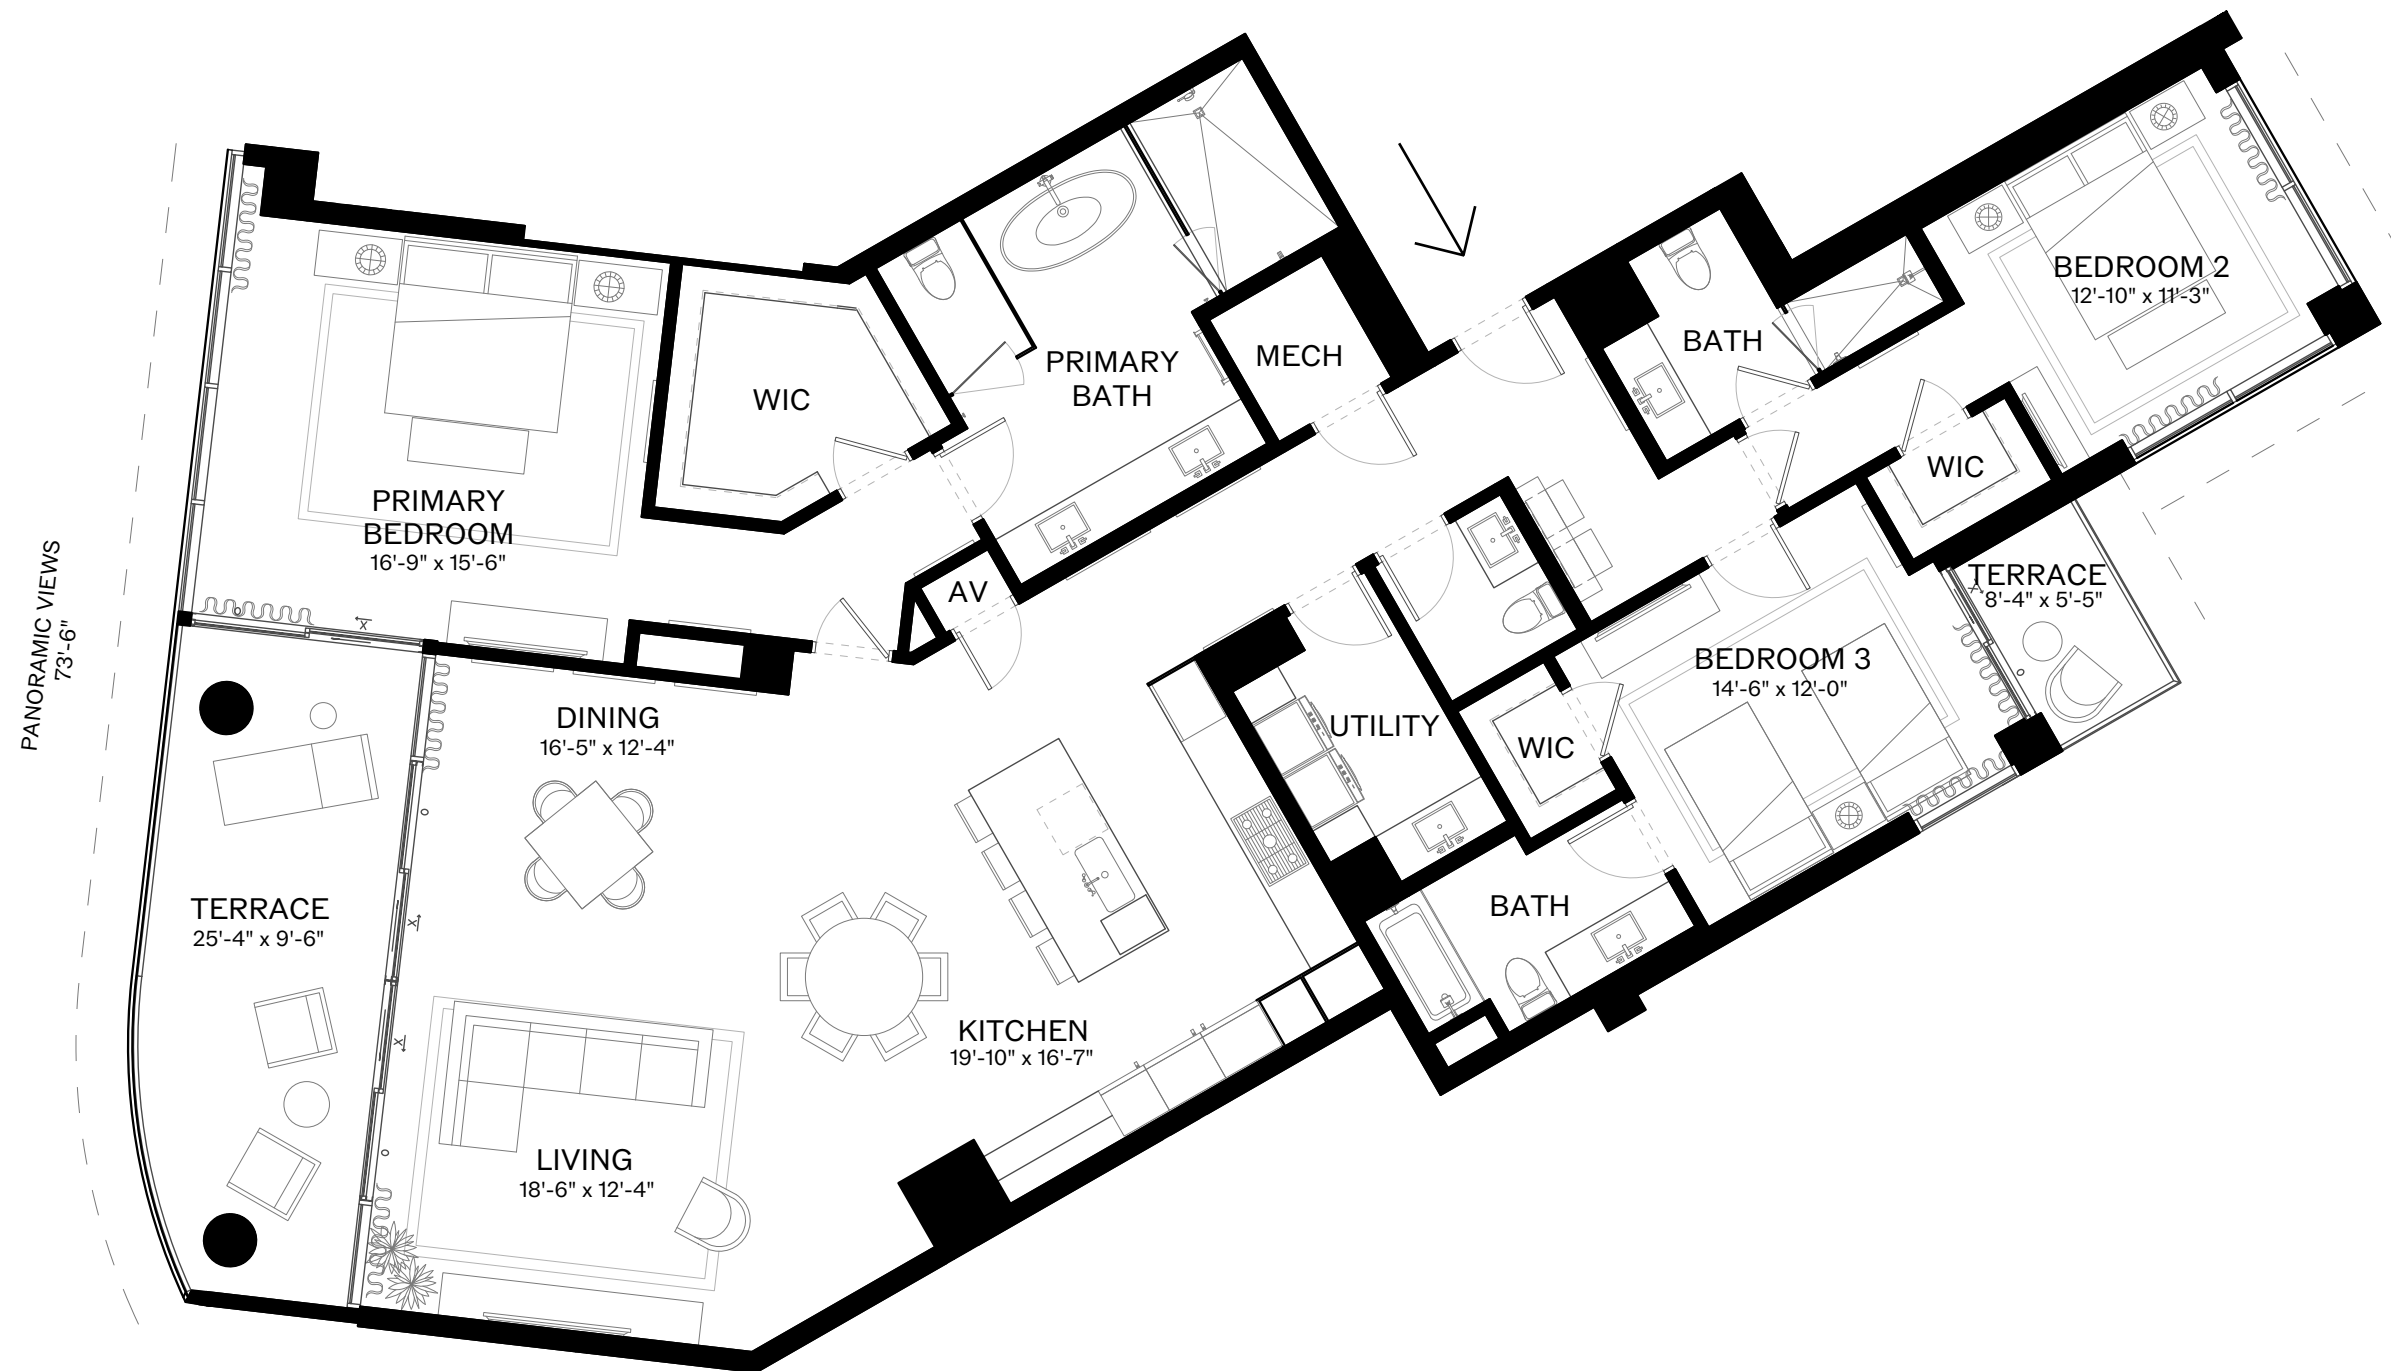 BEDROOM 2
12'-10" x 11'-3"
BATH
MECH
PRIMARY
BATH
WIC
WIC
PRIMARY
BEDROOM
16'-9" x 15'-6"
AV
TERRACE
8'-4" x 5'-5"
PANORAMIC VIEWS
73'-6"
BEDROOM 3
14'-6" x 12'-0"
DINING
16'-5" x 12'-4"
UTILITY
WIC
TERRACE
25'-4" x 9'-6"
BATH
KITCHEN
19'-10" x 16'-7"
LIVING
18'-6" x 12'-4"
X
O
X
O
O
X
X
O